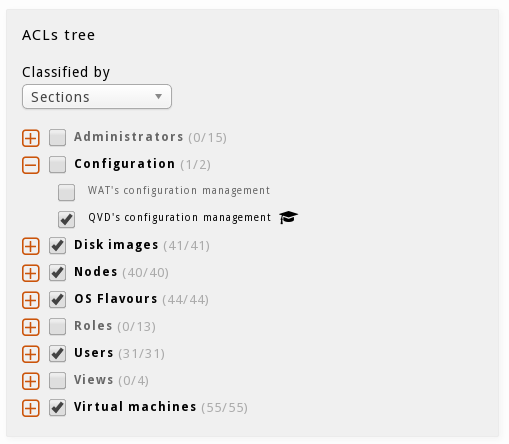 ACLs tree
Classified by
Sections
Administrators (0/15)
Configuration (1/2)
WAT's configuration management
QVD's configuration management
Disk images (41/41)
Nodes (40/40)
OS Flavours (44/44)
Roles (0/13)
Users (31/31)
Views (0/4)
Virtual machines (55/55)